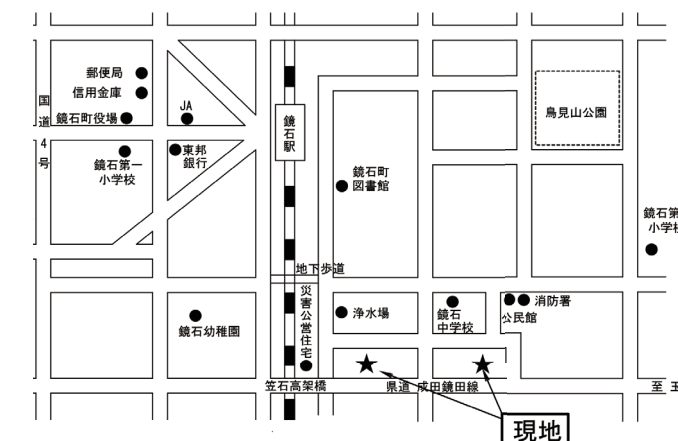 郵便局
信用金庫
国道4号
鏡石町役場
JA
鏡石駅
鳥見山公園
鏡石第一
小学校
東邦
銀行
鏡石町
図書館
鏡石第
小学校
地下歩道
災害公営住宅
鏡石幼稚園
浄水場
鏡石
中学校
消防署
公民館
笠石高架橋
県道 成田鏡田線
至 玉
現地